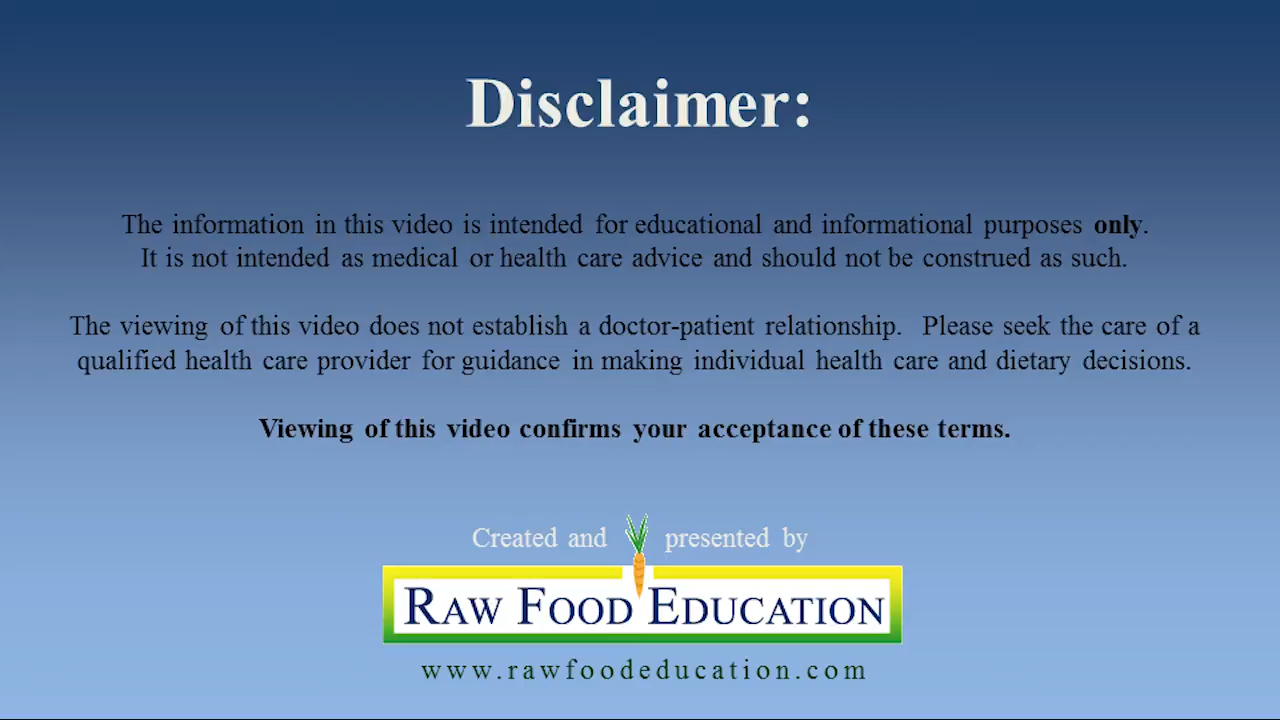 Disclaimer:
The information in this video is intended for educational and informational purposes only.
It is not intended as medical or health care advice and should not be construed as such.
The viewing of this video does not establish a doctor-patient relationship. Please seek the care of a
qualified health care provider for guidance in making individual health care and dietary decisions.
Viewing of this video confirms your acceptance of these terms.
Created and presented by
RAW FOOD EDUCATION
www.rawfoodeducation.com